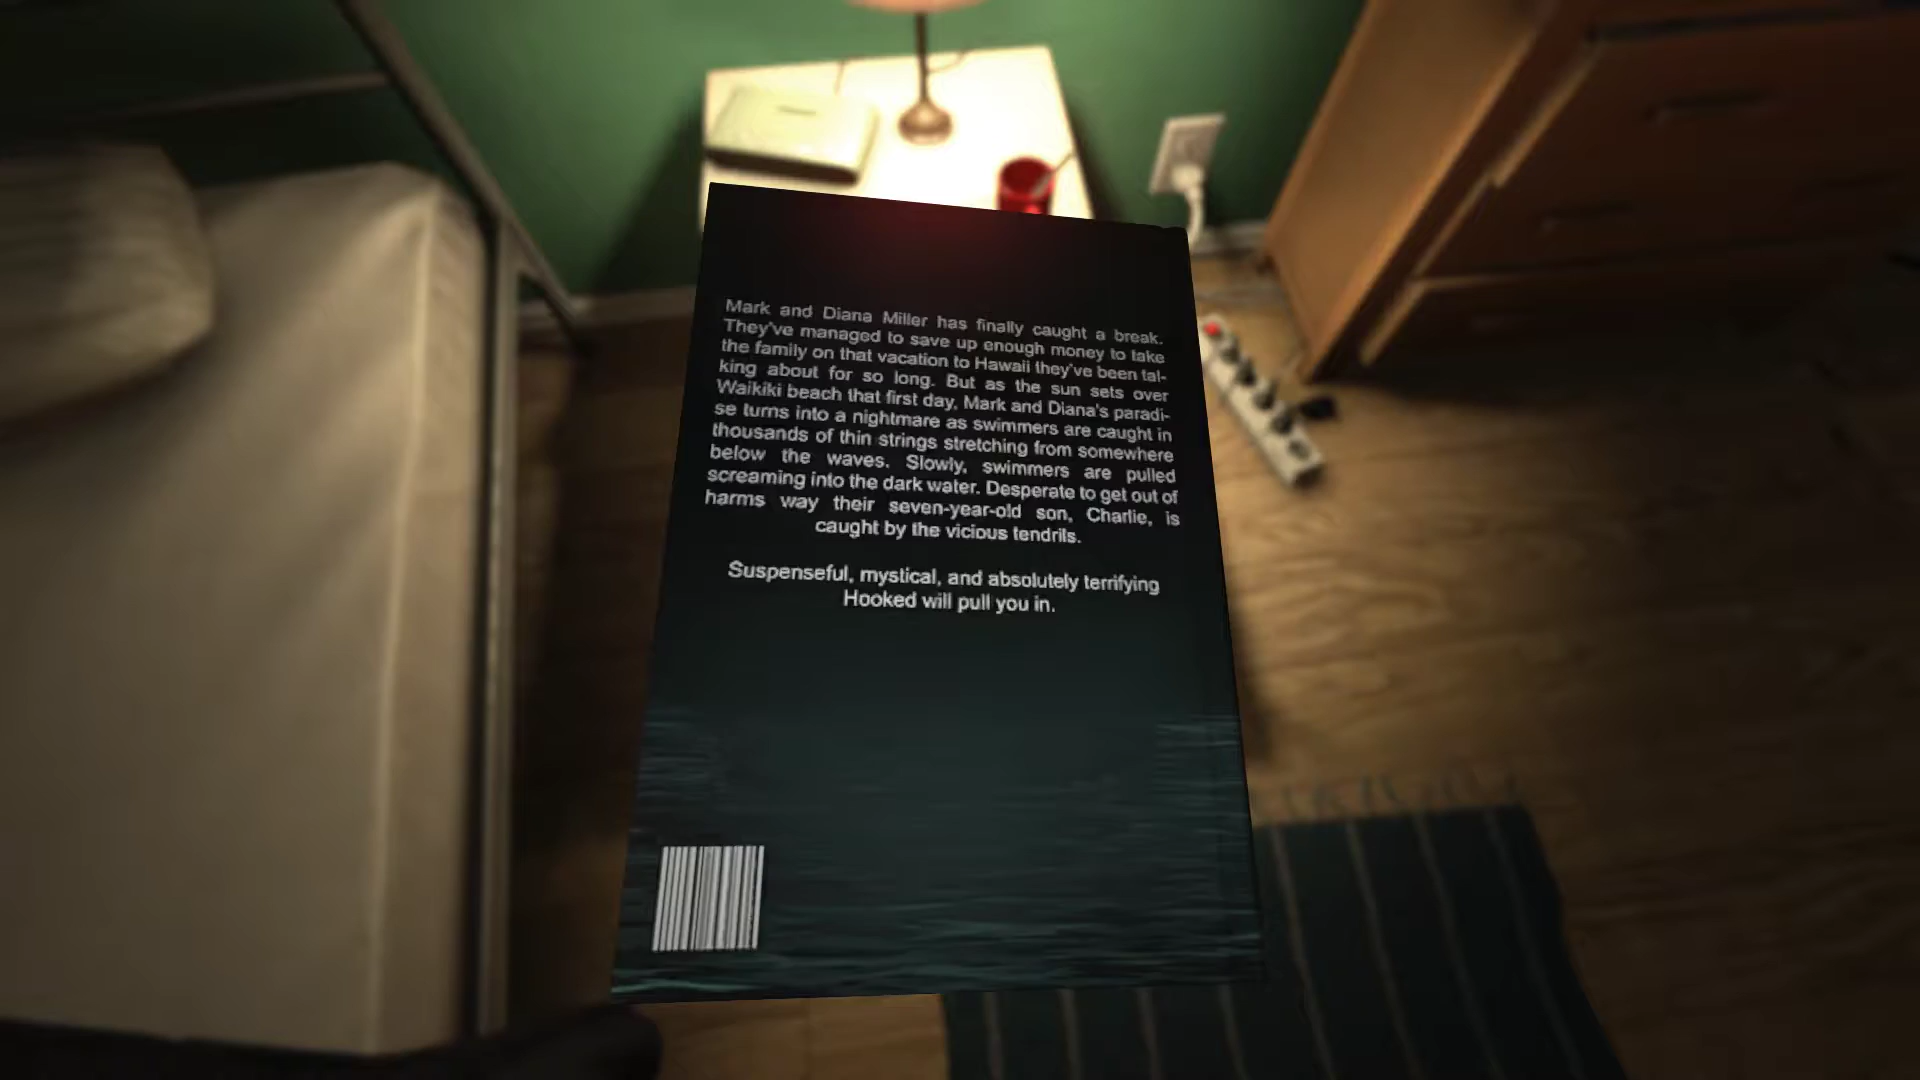 Mark and Diana Miller has finally caught a break.
They've managed to save up enough money to take
the family on that vacation to Hawaii they've been tal-
king about for so long. But as the sun sets over
Waikiki beach that first day, Mark and Diana's paradi-
se turns into a nightmare as swimmers are caught in
thousands of thin strings stretching from somewhere
below the waves. Slowly, swimmers are pulled
screaming into the dark water. Desperate to get out of
harms way their seven-year-old son, Charlie, is
caught by the vicious tendrils.
Suspenseful, mystical, and absolutely terrifying
Hooked will pull you in.